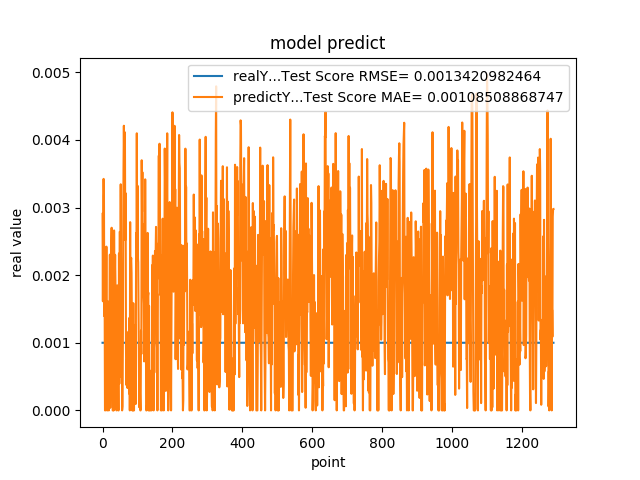 model predict
realY...Test Score RMSE= 0.0013420982464
predictY...Test Score MAE= 0.00108508868747
real value
0.005
0.004
0.003
0.002
0.001
0.000
0 200 400 600 800 1000 1200
point